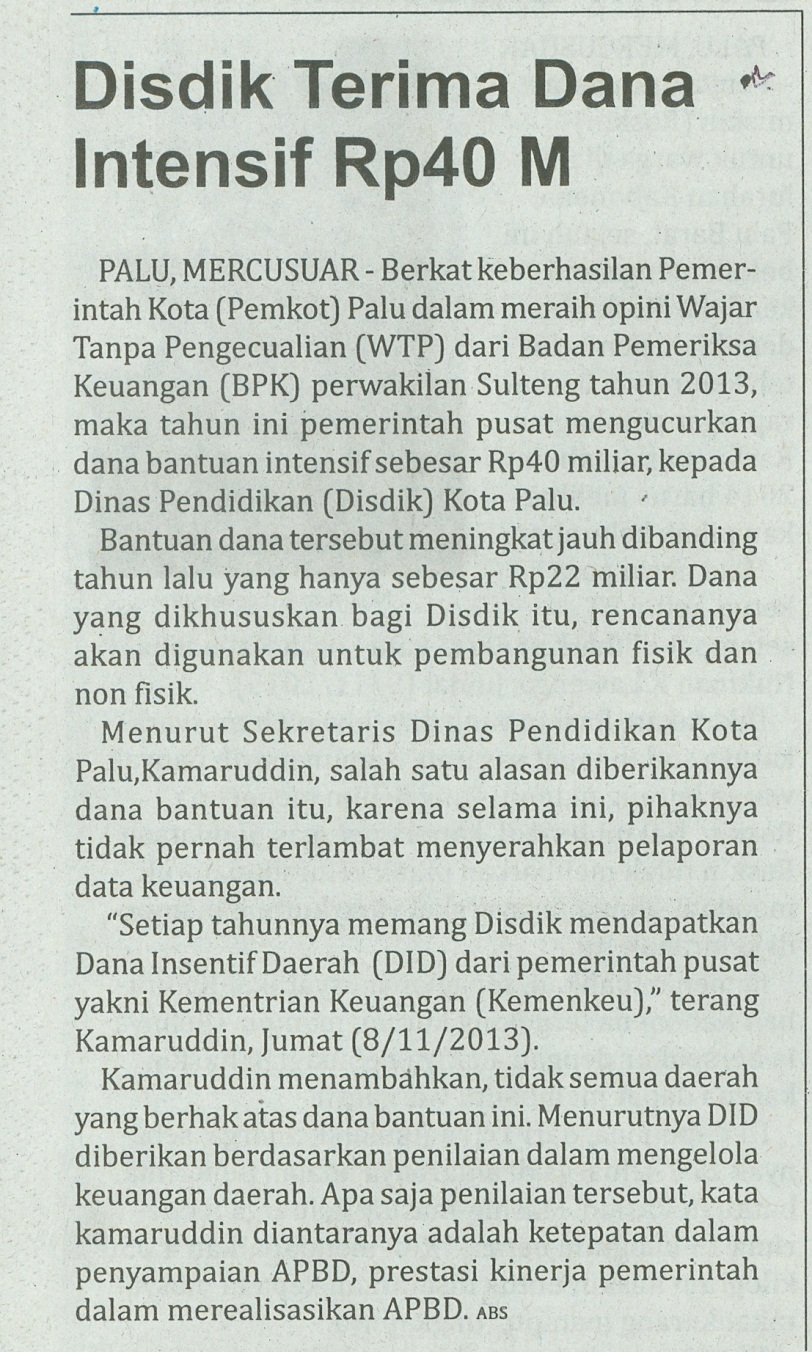 Disdik Terima Dana
Intensif Rp40 M
PALU, MERCUSUAR - Berkat keberhasilan Pemer-
intah Kota (Pemkot) Palu dalam meraih opini Wajar
Tanpa Pengecualian (WTP) dari Badan Pemeriksa
Keuangan (BPK) perwakilan Sulteng tahun 2013,
maka tahun ini pemerintah pusat mengucurkan
dana bantuan intensif sebesar Rp40 miliar, kepada
Dinas Pendidikan (Disdik) Kota Palu.
Bantuan dana tersebut meningkat jauh dibanding
tahun lalu yang hanya sebesar Rp22 miliar. Dana
yang dikhususkan bagi Disdik itu, rencananya
akan digunakan untuk pembangunan fisik dan
non fisik.
Menurut Sekretaris Dinas Pendidikan Kota
Palu,Kamaruddin, salah satu alasan diberikannya
dana bantuan itu, karena selama ini, pihaknya
tidak pernah terlambat menyerahkan pelaporan
data keuangan.
“Setiap tahunnya memang Disdik mendapatkan
Dana Insentif Daerah (DID) dari pemerintah pusat
yakni Kementrian Keuangan (Kemenkeu),” terang
Kamaruddin, Jumat (8/11/2013).
Kamaruddin menambahkan, tidak semua daerah
yang berhak atas dana bantuan ini. Menurutnya DID
diberikan berdasarkan penilaian dalam mengelola
keuangan daerah. Apa saja penilaian tersebut, kata
kamaruddin diantaranya adalah ketepatan dalam
penyampaian APBD, prestasi kinerja pemerintah
dalam merealisasikan APBD. ABS